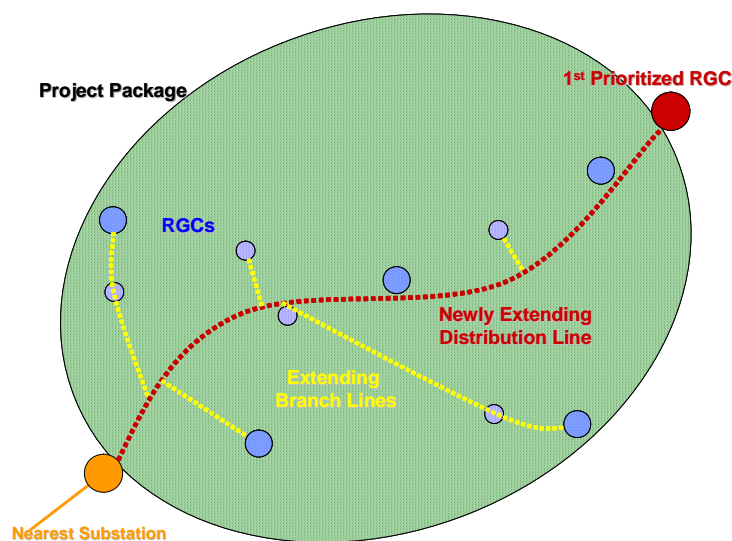 1st Prioritized RGC
Project Package
RGCs
Newly Extending
Distribution Line
Extending
Branch Lines
Nearest Substation